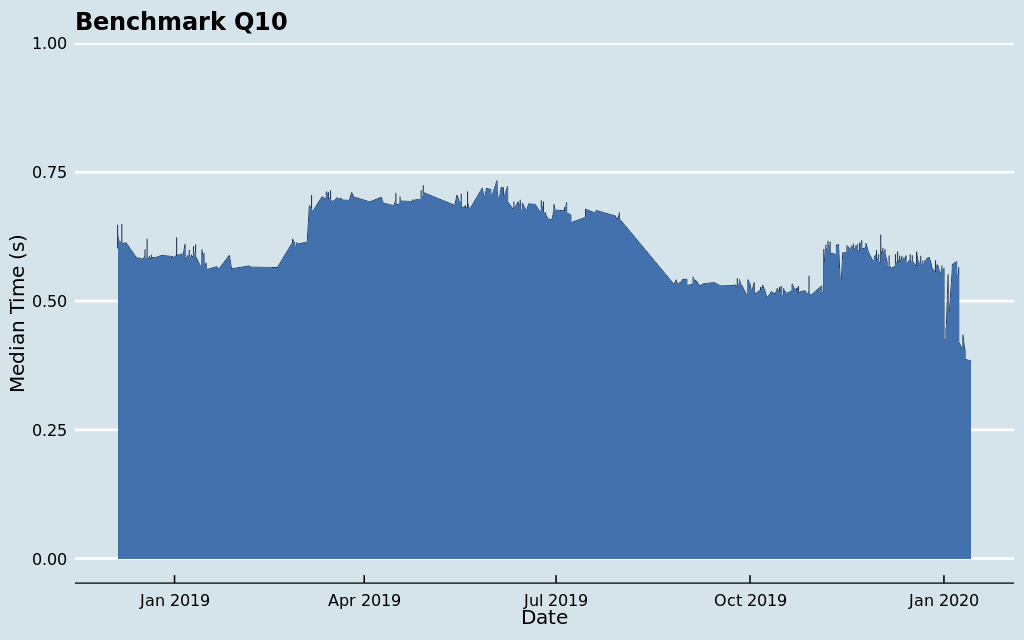 Benchmark Q10
1.00
0.75
0.50
0.25
0.00
Median Time (s)
Jan 2019
Apr 2019
Jul 2019
Oct 2019
Jan 2020
Date